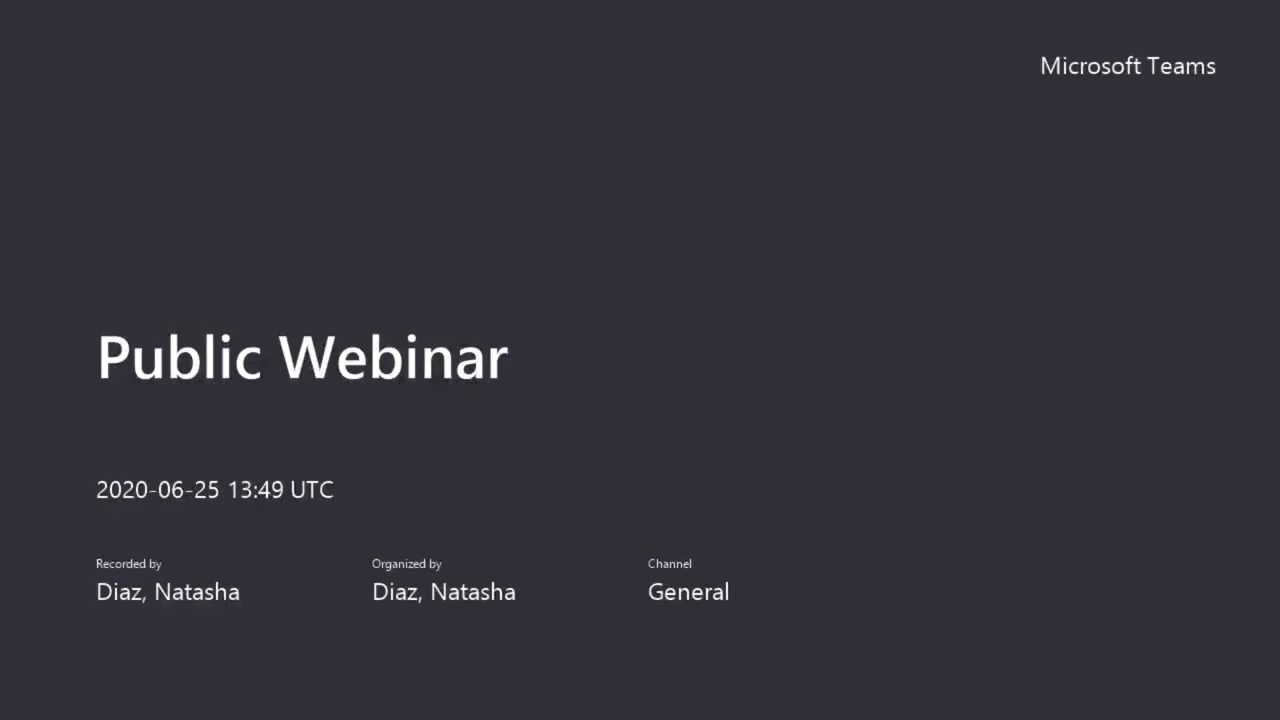 Microsoft Teams
Public Webinar
2020-06-25 13:49 UTC
Recorded by
Diaz, Natasha
Organized by
Diaz, Natasha
Channel
General